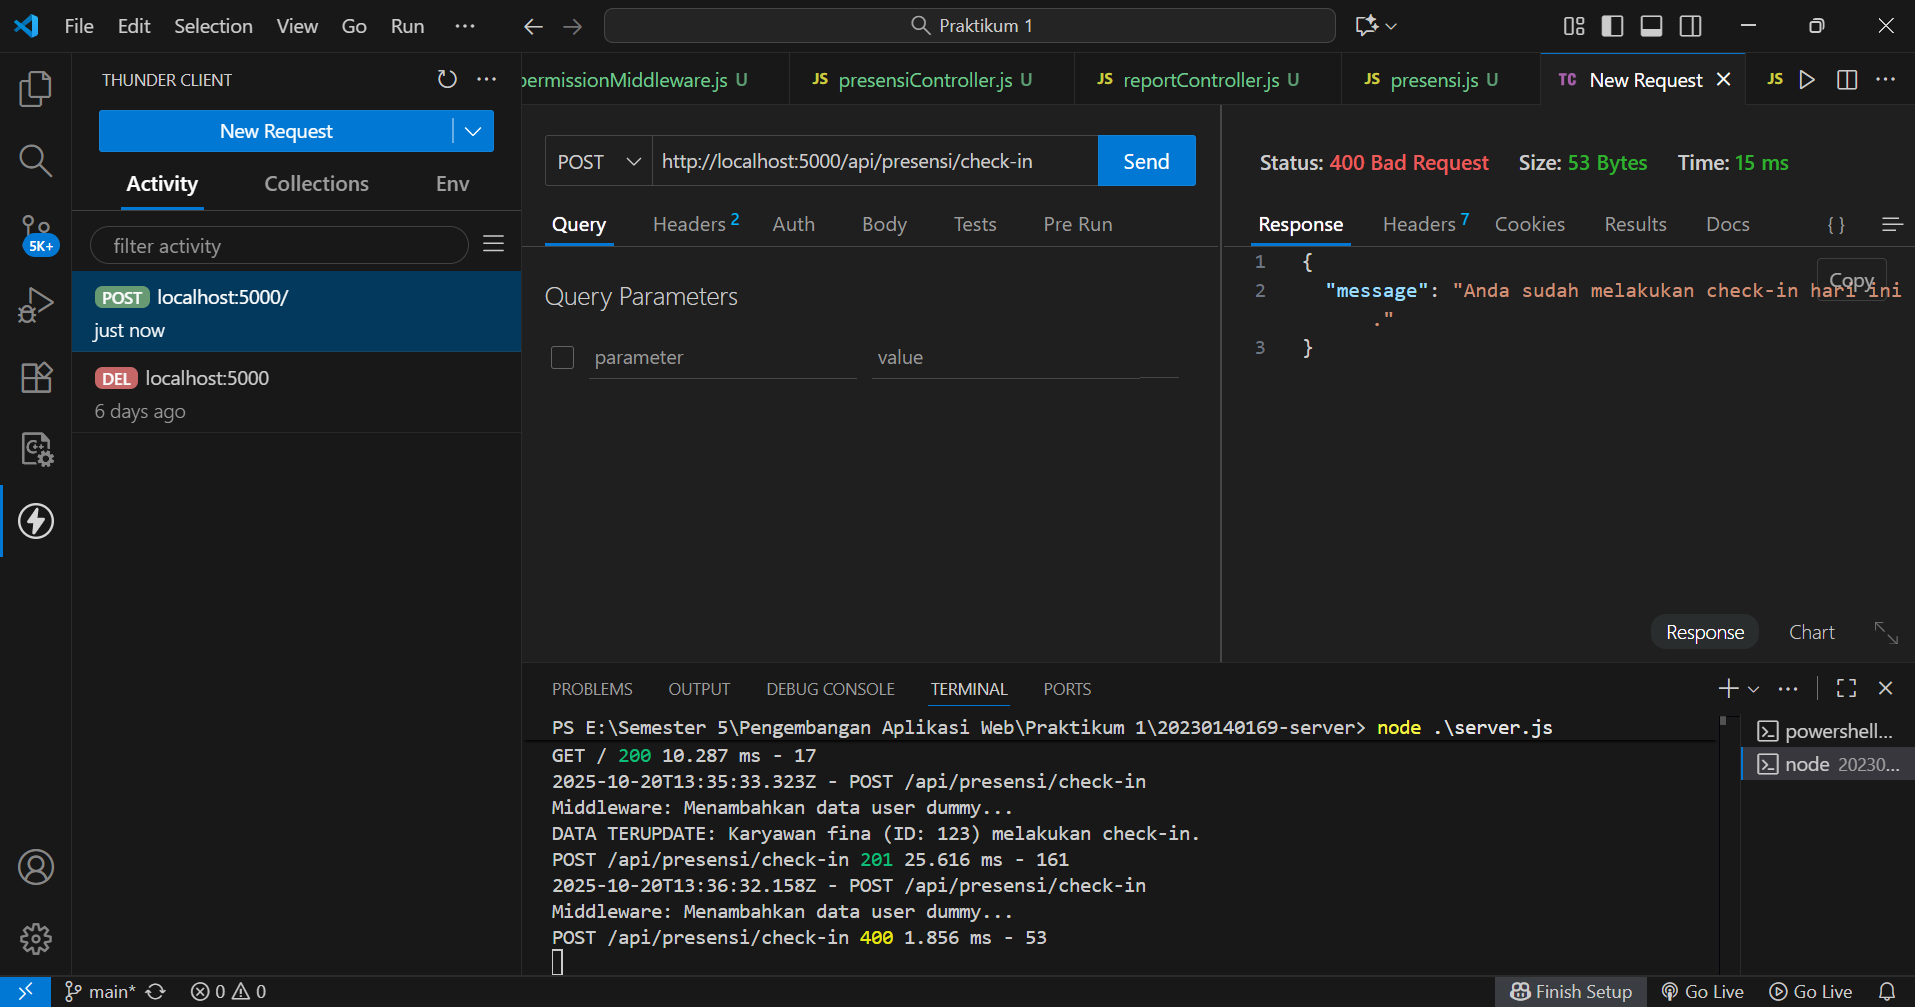 File Edit Selection View Go Run
Praktikum 1
THUNDER CLIENT
New Request
Activity Collections Env
filter activity
POST localhost:5000/
just now
DEL localhost:5000
6 days ago
permissionMiddleware.js U
JS presensiController.js U
JS reportController.js U
JS presensi.js U
TC New Request
JS
POST http://localhost:5000/api/presensi/check-in Send
Query Headers 2 Auth Body Tests Pre Run
Query Parameters
parameter value
Status: 400 Bad Request Size: 53 Bytes Time: 15 ms
Response Headers 7 Cookies Results Docs { }
Copy
1 {
2 "message": "Anda sudah melakukan check-in hari ini
."
3 }
Response Chart
PROBLEMS OUTPUT DEBUG CONSOLE TERMINAL PORTS
PS E:\Semester 5\Pengembangan Aplikasi Web\Praktikum 1\20230140169-server> node .\server.js
GET / 200 10.287 ms - 17
2025-10-20T13:35:33.323Z - POST /api/presensi/check-in
Middleware: Menambahkan data user dummy...
DATA TERUPDATE: Karyawan fina (ID: 123) melakukan check-in.
POST /api/presensi/check-in 201 25.616 ms - 161
2025-10-20T13:36:32.158Z - POST /api/presensi/check-in
Middleware: Menambahkan data user dummy...
POST /api/presensi/check-in 400 1.856 ms - 53
powershell...
node 20230...
5K+
main* 0 0
Finish Setup Go Live Go Live